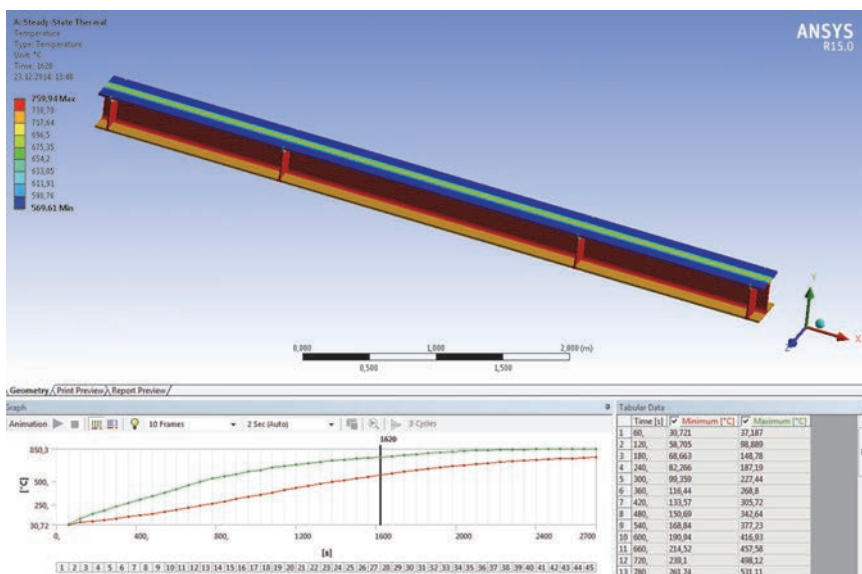 A: Steady-State Thermal
Temperature
Type: Temperature
Unit: °C
Time: 1620
23.12.2014. 13:48
759,94 Max
738,79
717,64
696,5
675,35
654,2
633,05
611,91
590,76
569,61 Min
ANSYS
R15.0
Y
X
Z
0,000 1,000 2,000 (m)
0,500 1,500
Geometry Print Preview Report Preview
Graph
Animation 10 Frames 2 Sec (Auto) 3 Cycles
1620
850,3
500,
250,
30,72
[°C]
0, 400, 800, 1200 1600 2000 2400 2700
[s]
1 2 3 4 5 6 7 8 9 10 11 12 13 14 15 16 17 18 19 20 21 22 23 24 25 26 27 28 29 30 31 32 33 34 35 36 37 38 39 40 41 42 43 44 45
Tabular Data
Time [s] Minimum [°C] Maximum [°C]
1 60, 30,721 37,187
2 120, 58,705 98,889
3 180, 68,663 148,78
4 240, 82,266 187,19
5 300, 99,359 227,44
6 360, 116,44 268,8
7 420, 133,57 305,72
8 480, 150,69 342,64
9 540, 168,84 377,23
10 600, 190,94 416,93
11 660, 214,52 457,58
12 720, 239,1 498,12
13 780, 263,74 531,11